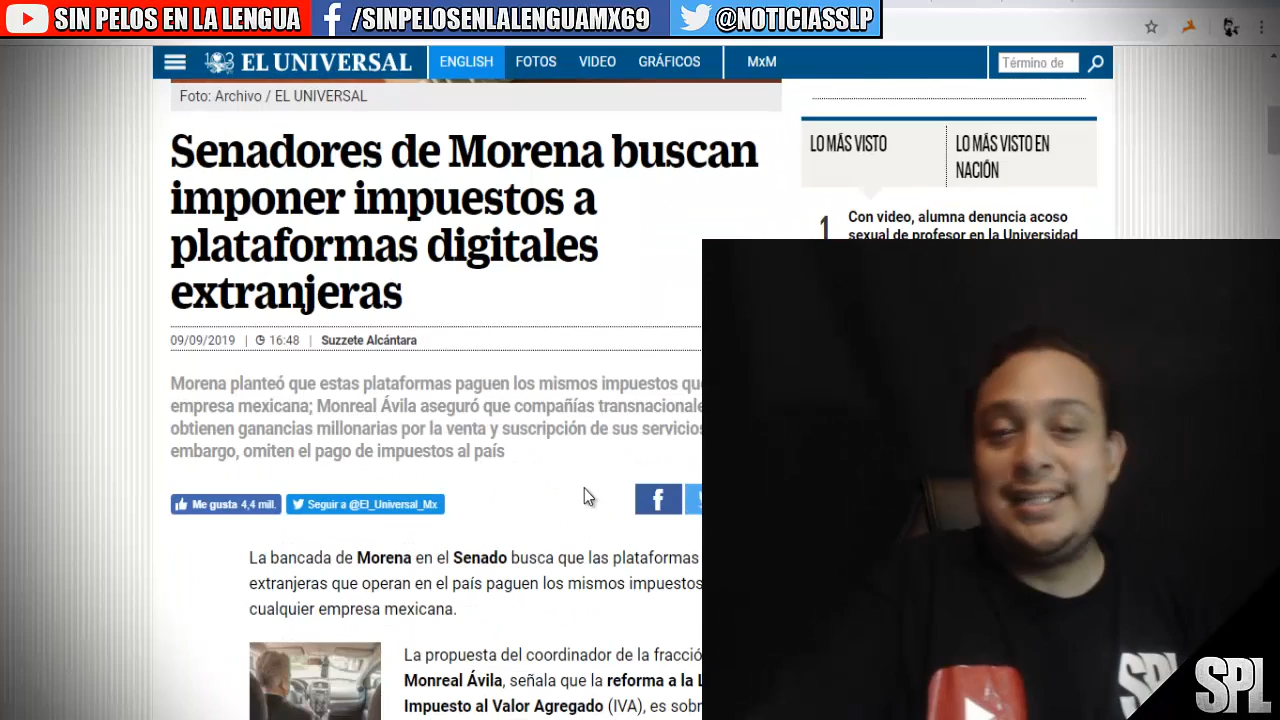 SIN PELOS EN LA LENGUA
/SINPELOSENLALENGUAMX69
@NOTICIASSLP
EL UNIVERSAL
ENGLISH
FOTOS
VIDEO
GRÁFICOS
MxM
Término de
Foto: Archivo / EL UNIVERSAL
Senadores de Morena buscan
imponer impuestos a
plataformas digitales
extranjeras
09/09/2019 | 16:48 | Suzzete Alcántara
Morena planteó que estas plataformas paguen los mismos impuestos que
empresa mexicana; Monreal Ávila aseguró que compañías
obtienen ganancias millonarias por la venta y suscripción de sus servicios
embargo, omiten el pago de impuestos al país
Me gusta 4,4 mil.
Seguir a @El_Universal_Mx
La bancada de Morena en el Senado busca que las plataformas
extranjeras que operan en el país paguen los mismos impuestos
cualquier empresa mexicana.
La propuesta del coordinador de la
Monreal Ávila, señala que la reforma a la
Impuesto al Valor Agregado (IVA), es
LO MÁS VISTO
LO MÁS VISTO EN
NACIÓN
1
Con video, alumna denuncia acoso
sexual de profesor en la Universidad
SPL
SPL